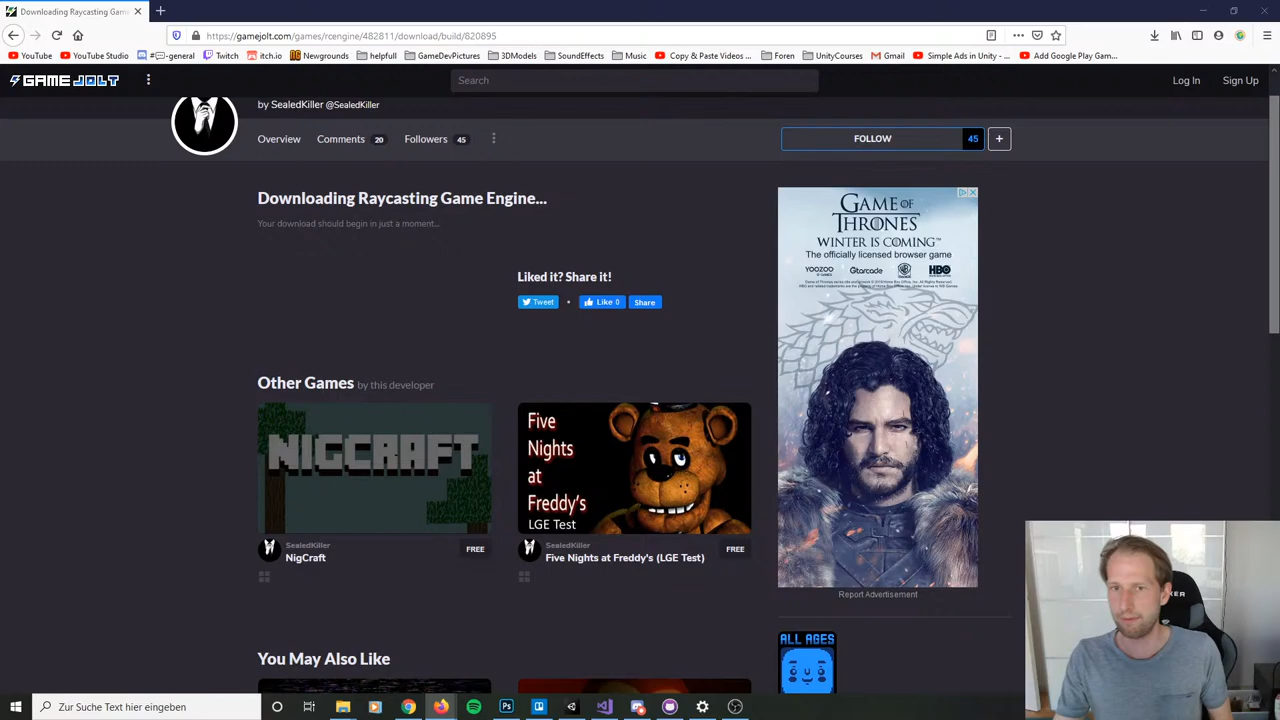 Downloading Raycasting Gam
https://gamejolt.com/games/rcengine/482811/download/build/820895
YouTube YouTube Studio #💬-general Twitch itch.io Newgrounds helpfull GameDevPictures 3DModels SoundEffects Music Copy & Paste Videos ... Foren UnityCourses Gmail Simple Ads in Unity -... Add Google Play Gam...
GAME JOLT
Search
Log In
Sign Up
by SealedKiller @SealedKiller
Overview Comments 20 Followers 45
FOLLOW 45
Downloading Raycasting Game Engine...
Your download should begin in just a moment...
Liked it? Share it!
Tweet
Like 0
Share
GAME OF
THRONES
WINTER IS COMING™
The officially licensed browser game
YOOZOO GAMES Gtarcade HBO
Other Games by this developer
NIGCRAFT
SealedKiller
NigCraft
FREE
Five
Nights
at
Freddy's
LGE Test
SealedKiller
Five Nights at Freddy's (LGE Test)
FREE
Report Advertisement
ALL AGES
You May Also Like
Zur Suche Text hier eingeben